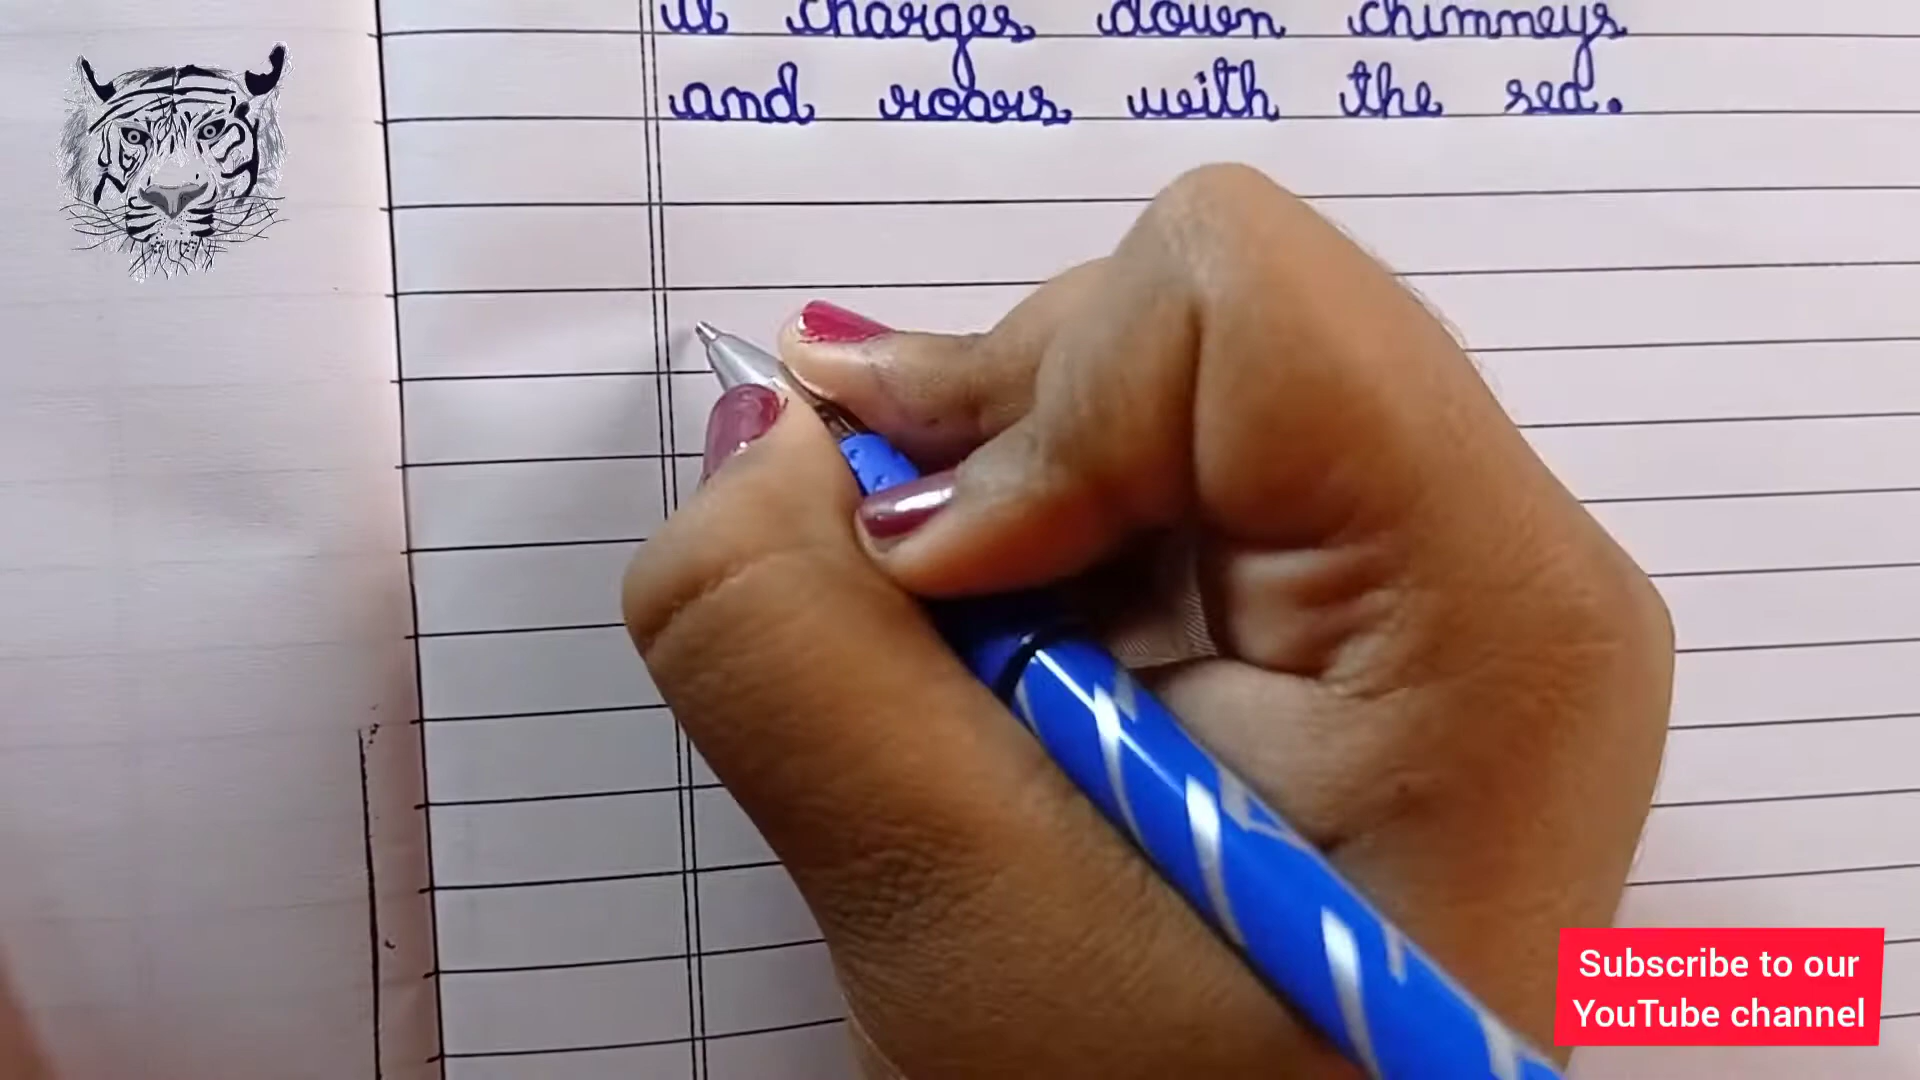 it charges down chimneys
and roars with the sea.
Subscribe to our
YouTube channel